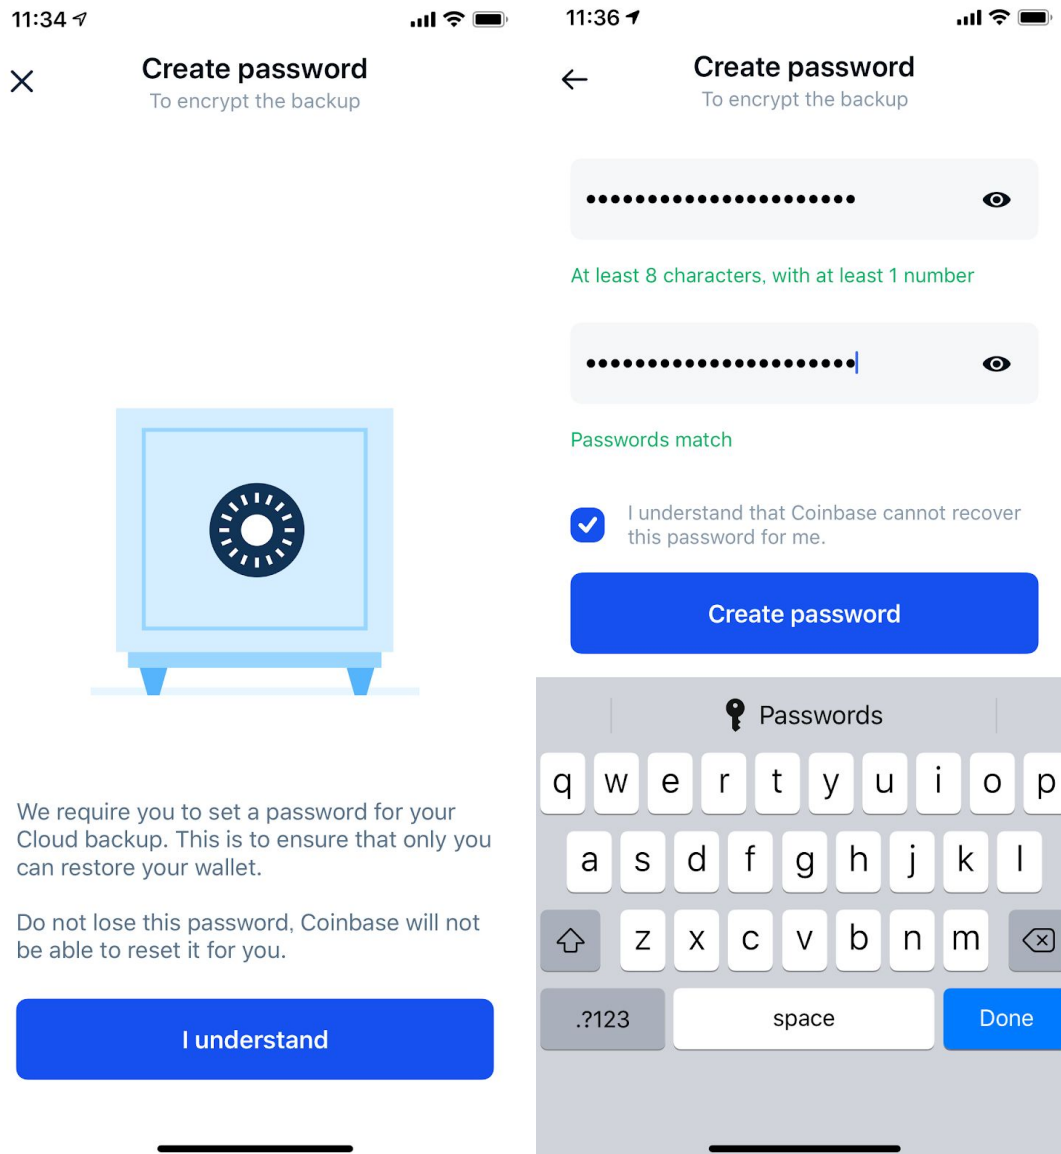 11:34
Create password
To encrypt the backup
We require you to set a password for your
Cloud backup. This is to ensure that only you
can restore your wallet.
Do not lose this password, Coinbase will not
be able to reset it for you.
I understand
11:36
Create password
To encrypt the backup
••••••••••••••••••••••
At least 8 characters, with at least 1 number
••••••••••••••••••••••
Passwords match
I understand that Coinbase cannot recover
this password for me.
Create password
Passwords
q w e r t y u i o p
a s d f g h j k l
z x c v b n m
.?123 space Done